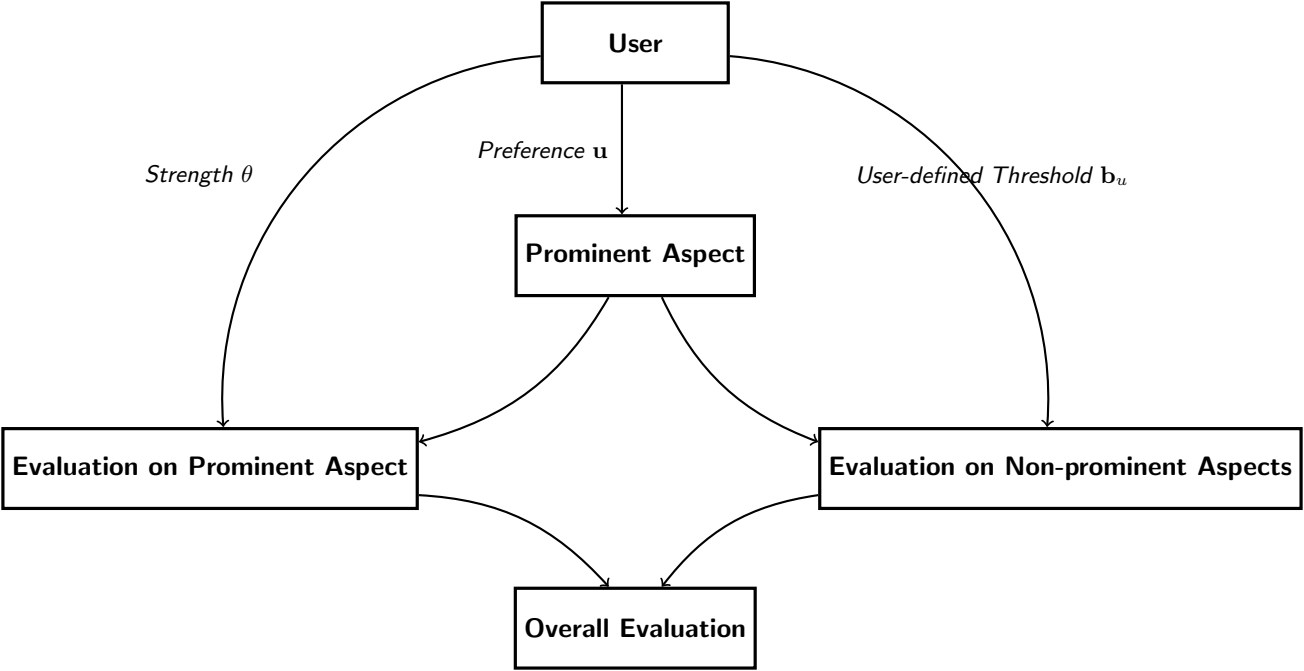 User
Preference u
Strength θ
User-defined Threshold b_u
Prominent Aspect
Evaluation on Prominent Aspect
Evaluation on Non-prominent Aspects
Overall Evaluation